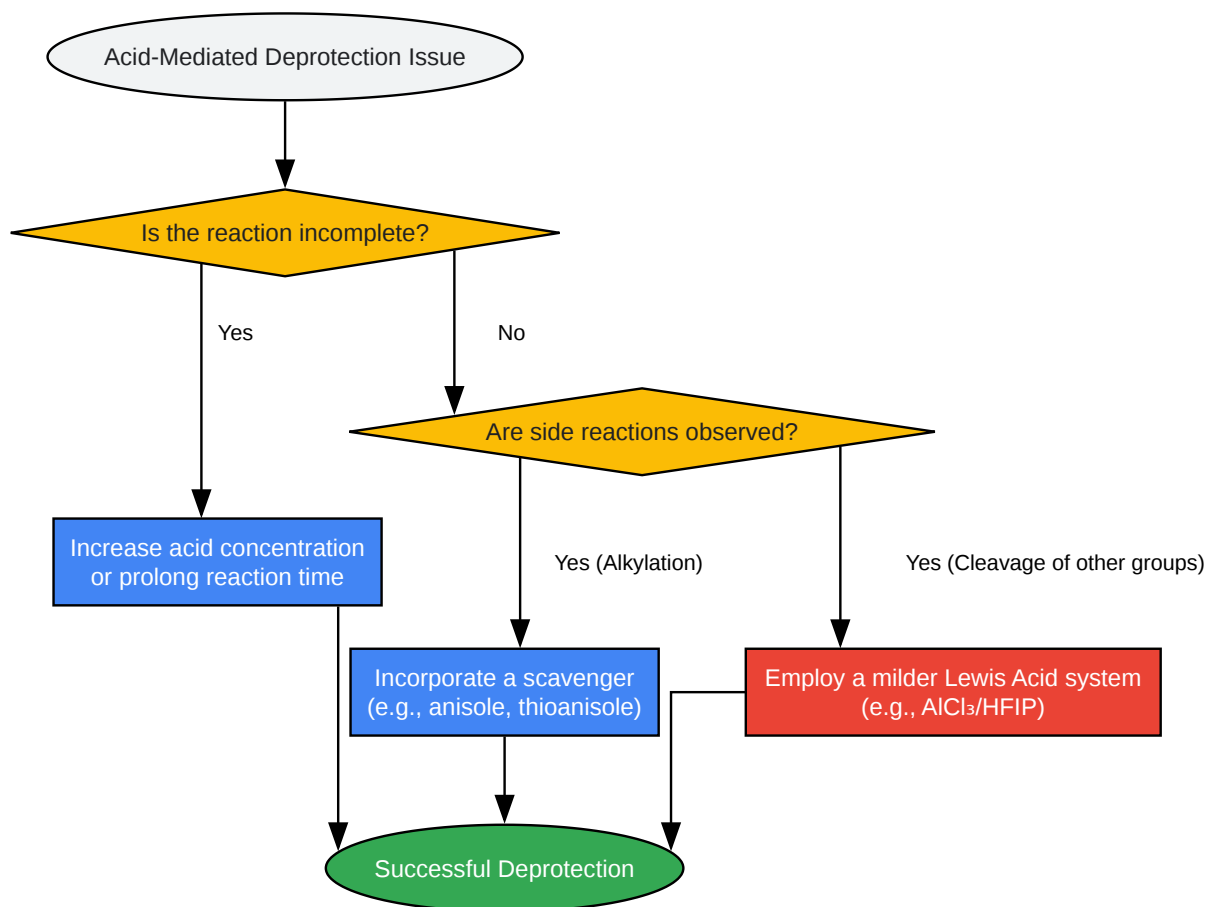 Acid-Mediated Deprotection Issue
Is the reaction incomplete?
Yes
No
Are side reactions observed?
Increase acid concentration
or prolong reaction time
Yes (Alkylation)
Yes (Cleavage of other groups)
Incorporate a scavenger
(e.g., anisole, thioanisole)
Employ a milder Lewis Acid system
(e.g., AlCl₃/HFIP)
Successful Deprotection